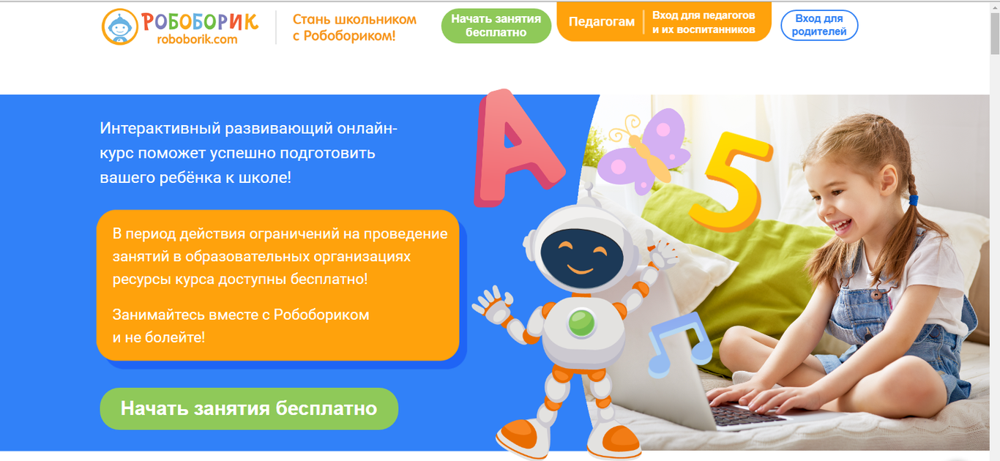 РОБОБОРИК
roboborik.com
Стань школьником
с Робобориком!
Начать занятия
бесплатно
Педагогам
Вход для педагогов
и их воспитанников
Вход для
родителей
Интерактивный развивающий онлайн-
курс поможет успешно подготовить
вашего ребёнка к школе!
В период действия ограничений на проведение
занятий в образовательных организациях
ресурсы курса доступны бесплатно!
Занимайтесь вместе с Робобориком
и не болейте!
Начать занятия бесплатно
А
5